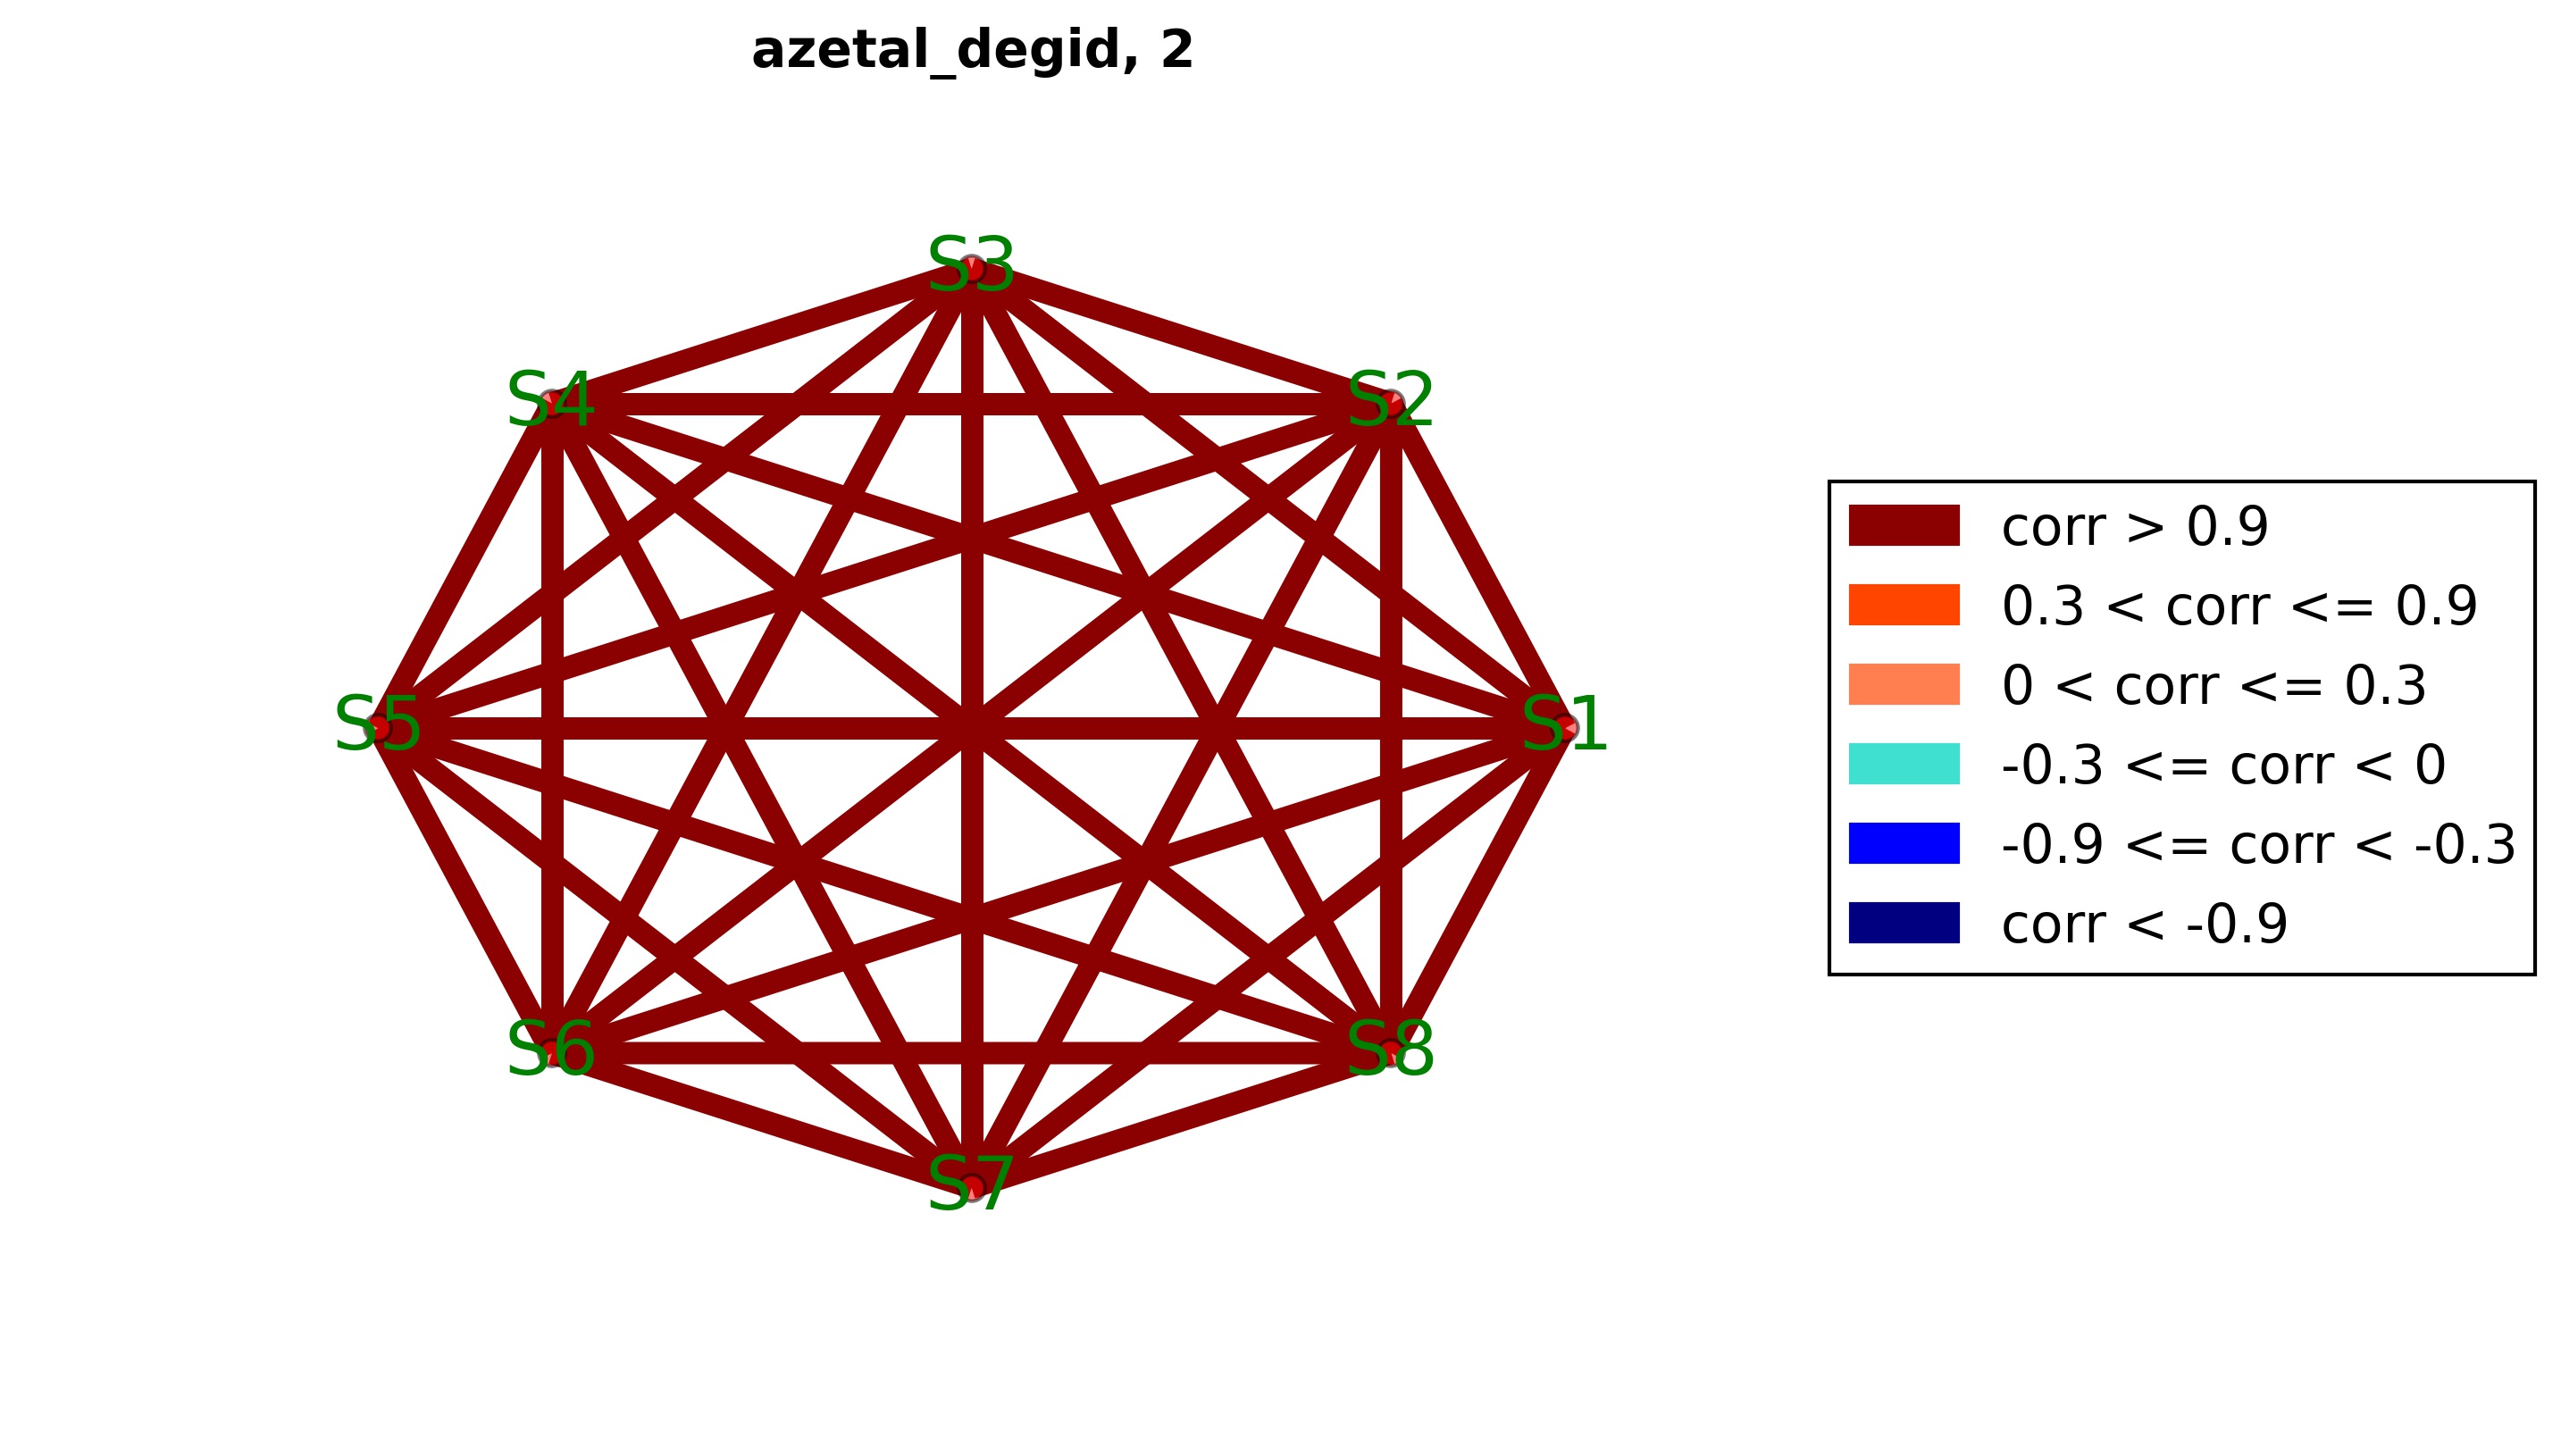 azetal_degid, 2
S3
S4
S2
S5
S1
S6
S8
S7
corr > 0.9
0.3 < corr <= 0.9
0 < corr <= 0.3
-0.3 <= corr < 0
-0.9 <= corr < -0.3
corr < -0.9